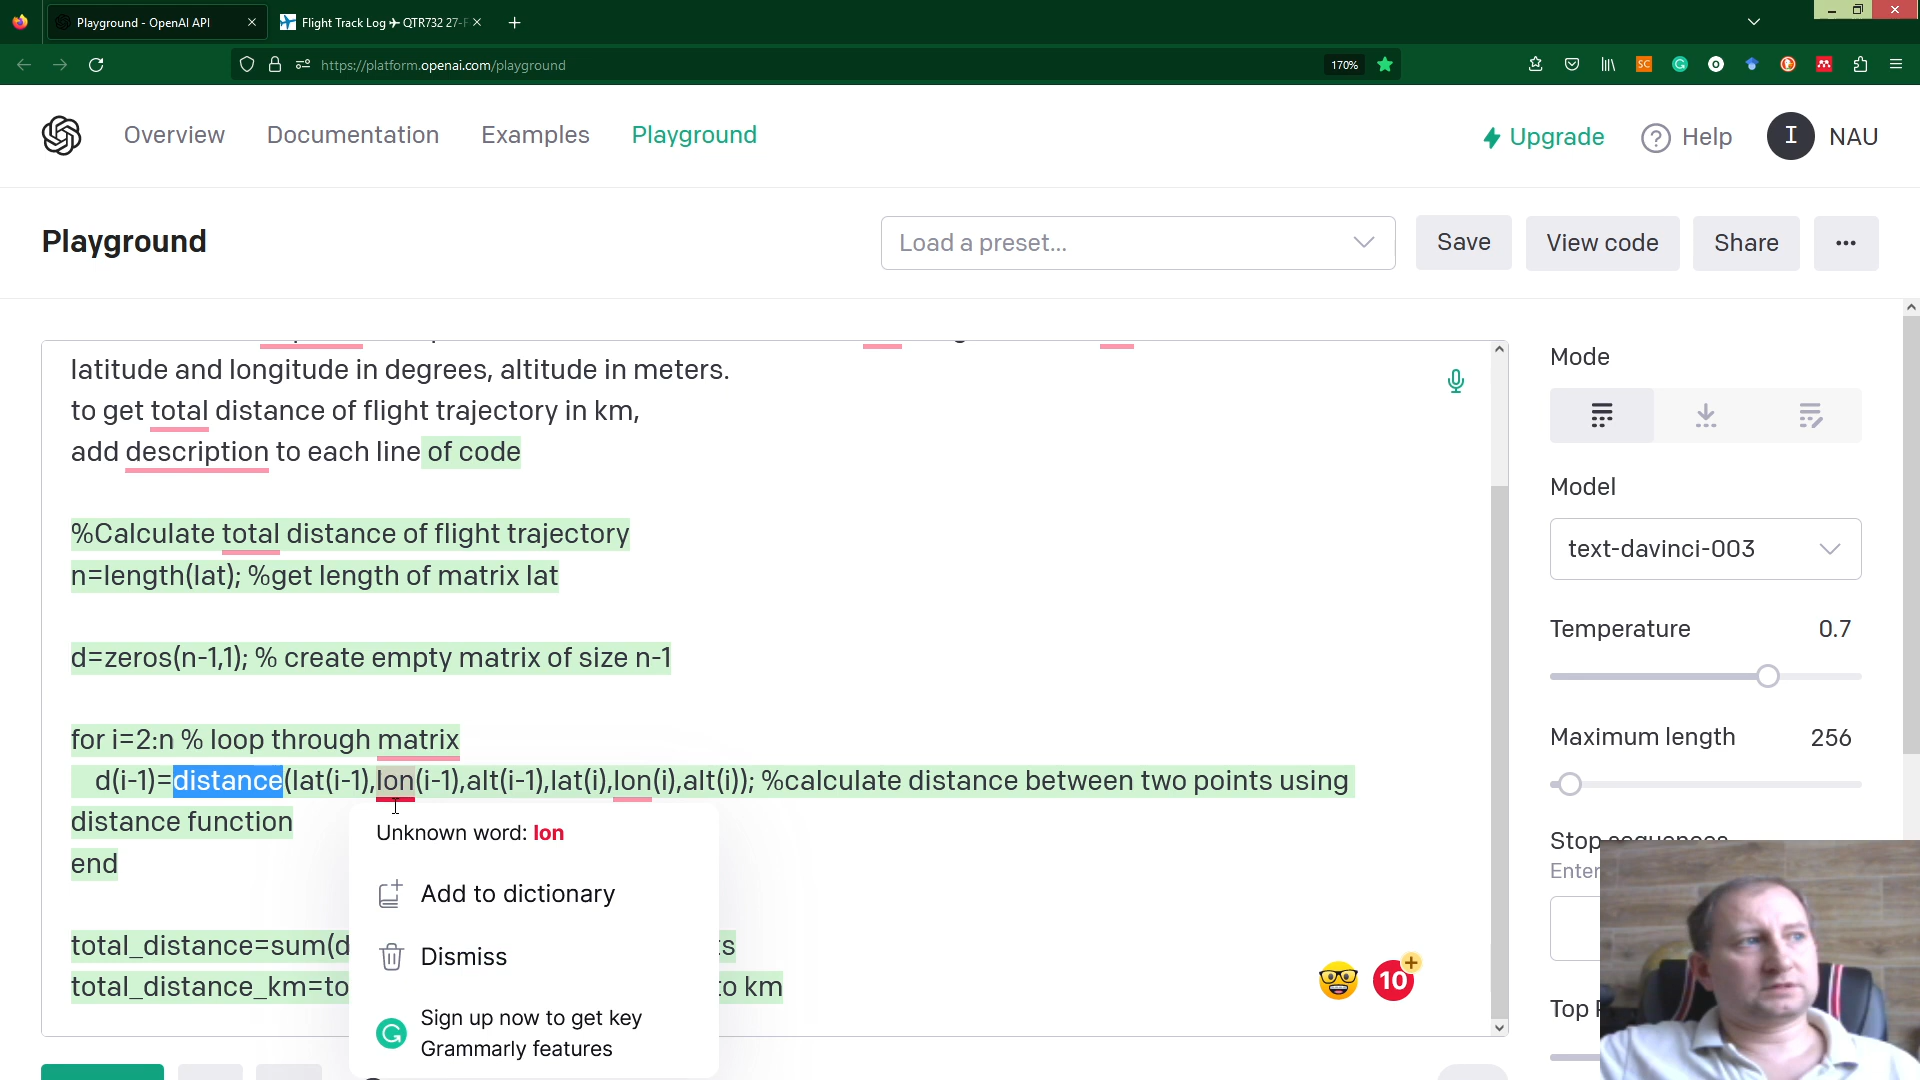 Playground - OpenAI API
Flight Track Log ✈ QTR732 27-F
https://platform.openai.com/playground
170%
SC
Overview
Documentation
Examples
Playground
Upgrade
Help
I
NAU
Playground
Load a preset...
Save
View code
Share
latitude and longitude in degrees, altitude in meters.
to get total distance of flight trajectory in km,
add description to each line of code
%Calculate total distance of flight trajectory
n=length(lat); %get length of matrix lat
d=zeros(n-1,1); % create empty matrix of size n-1
for i=2:n % loop through matrix
d(i-1)=distance(lat(i-1),lon(i-1),alt(i-1),lat(i),lon(i),alt(i)); %calculate distance between two points using
distance function
end
total_distance=sum(d
total_distance_km=to
o km
Unknown word: lon
Add to dictionary
Dismiss
Sign up now to get key
Grammarly features
10
Mode
Model
text-davinci-003
Temperature
0.7
Maximum length
256
Stop sequences
Enter
Top